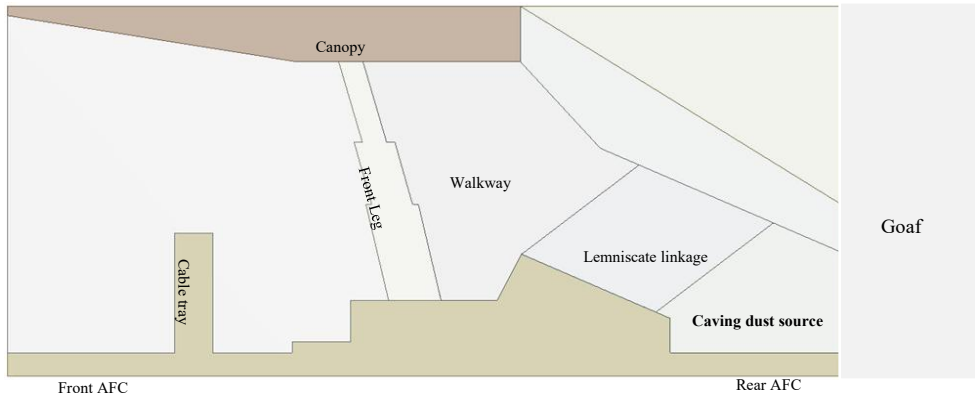 Canopy
Front Leg
Walkway
Goaf
Cable tray
Lemniscate linkage
Caving dust source
Front AFC
Rear AFC